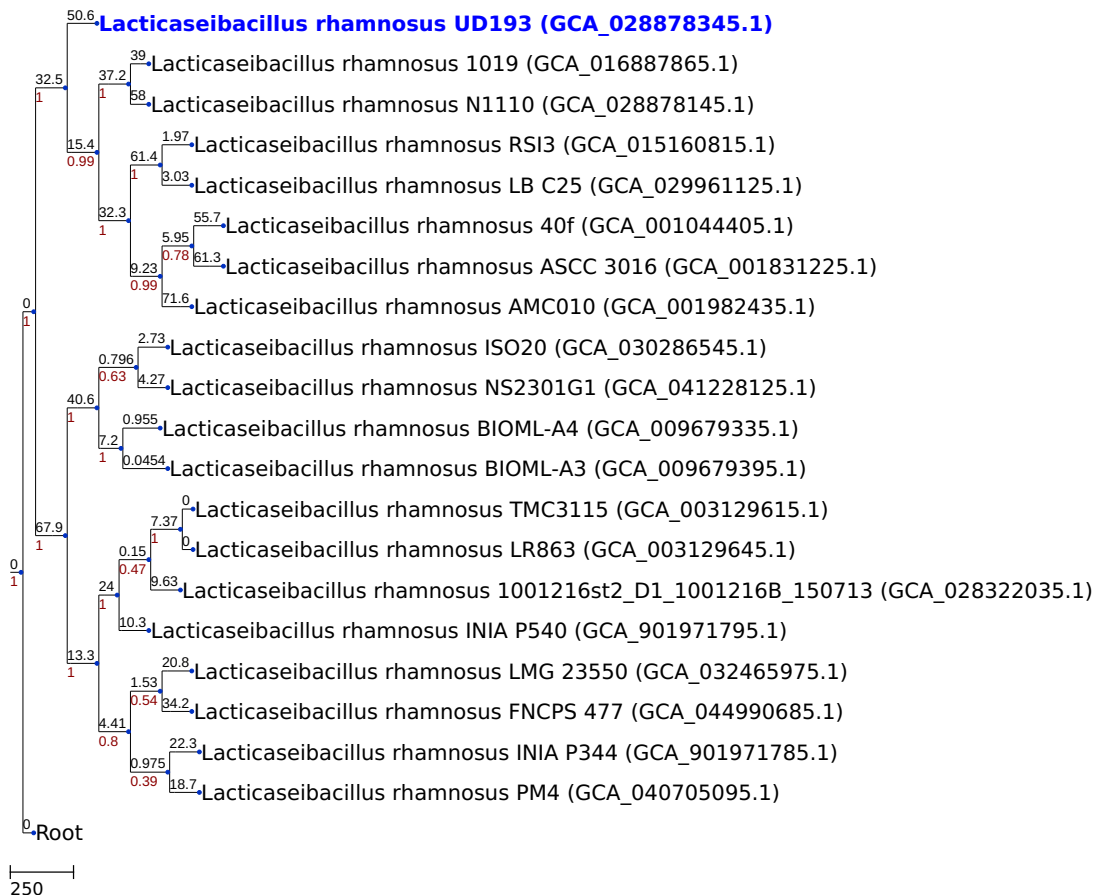 50.6
Lacticaseibacillus rhamnosus UD193 (GCA_028878345.1)
39
Lacticaseibacillus rhamnosus 1019 (GCA_016887865.1)
32.5
37.2
1
1
58
Lacticaseibacillus rhamnosus N1110 (GCA_028878145.1)
1.97
Lacticaseibacillus rhamnosus RSI3 (GCA_015160815.1)
15.4
61.4
0.99
1
3.03
Lacticaseibacillus rhamnosus LB C25 (GCA_029961125.1)
32.3
55.7
1
Lacticaseibacillus rhamnosus 40f (GCA_001044405.1)
5.95
0.78
61.3
Lacticaseibacillus rhamnosus ASCC 3016 (GCA_001831225.1)
9.23
0.99
71.6
Lacticaseibacillus rhamnosus AMC010 (GCA_001982435.1)
0
1
2.73
Lacticaseibacillus rhamnosus ISO20 (GCA_030286545.1)
0.796
0.63
4.27
Lacticaseibacillus rhamnosus NS2301G1 (GCA_041228125.1)
40.6
1
0.955
Lacticaseibacillus rhamnosus BIOML-A4 (GCA_009679335.1)
7.2
1
0.0454
Lacticaseibacillus rhamnosus BIOML-A3 (GCA_009679395.1)
0
Lacticaseibacillus rhamnosus TMC3115 (GCA_003129615.1)
67.9
7.37
1
1
0
Lacticaseibacillus rhamnosus LR863 (GCA_003129645.1)
0.15
0.47
9.63
Lacticaseibacillus rhamnosus 1001216st2_D1_1001216B_150713 (GCA_028322035.1)
0
1
24
1
10.3
Lacticaseibacillus rhamnosus INIA P540 (GCA_901971795.1)
13.3
1
20.8
Lacticaseibacillus rhamnosus LMG 23550 (GCA_032465975.1)
1.53
0.54
34.2
Lacticaseibacillus rhamnosus FNCPS 477 (GCA_044990685.1)
4.41
0.8
22.3
Lacticaseibacillus rhamnosus INIA P344 (GCA_901971785.1)
0.975
0.39
18.7
Lacticaseibacillus rhamnosus PM4 (GCA_040705095.1)
0
Root
250